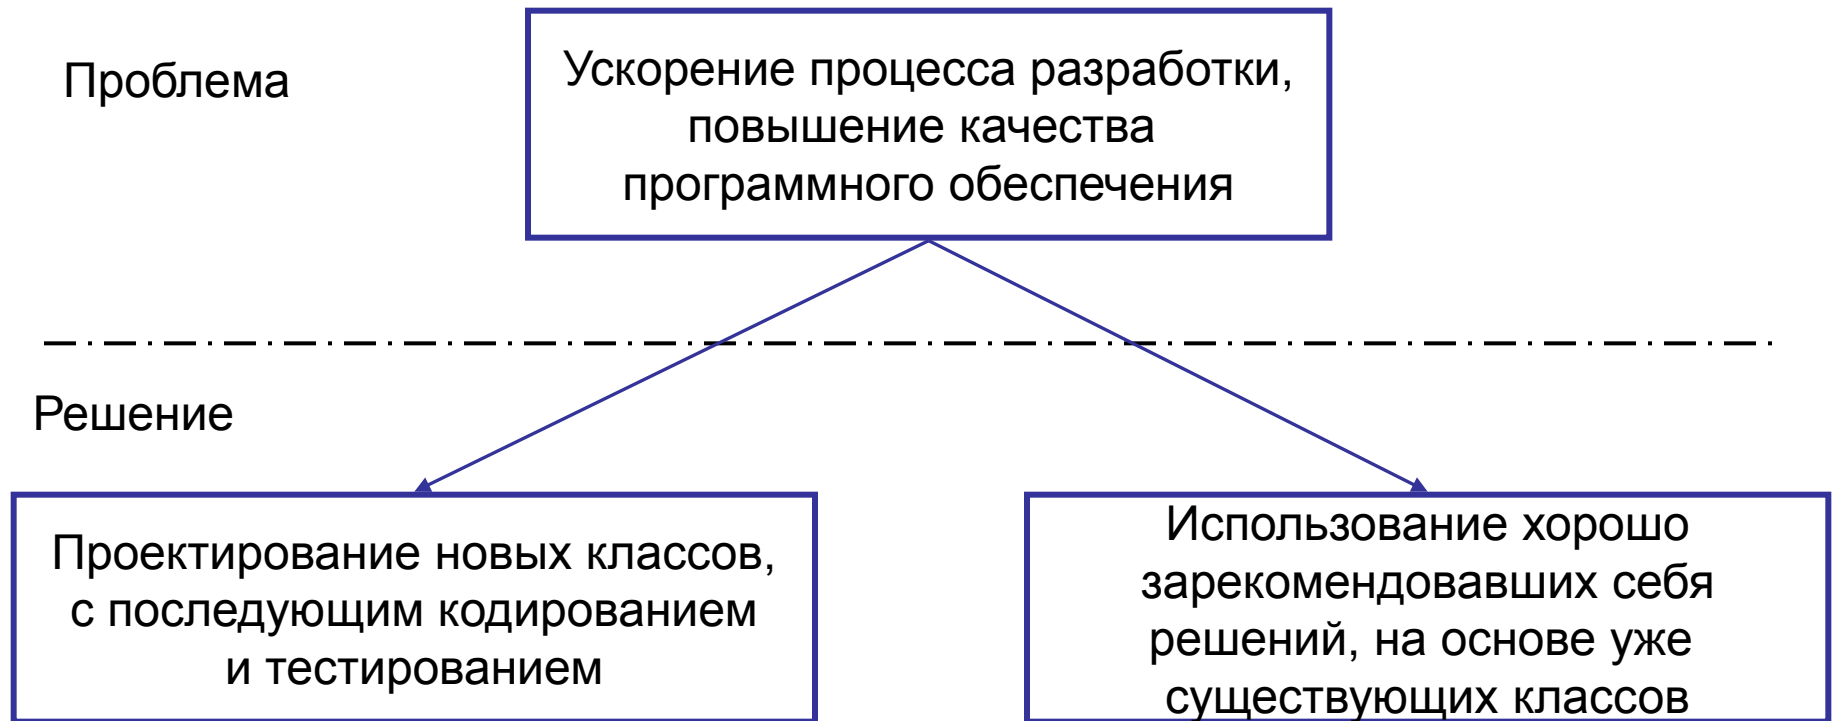 Проблема
Ускорение процесса разработки,
повышение качества
программного обеспечения
Решение
Проектирование новых классов,
с последующим кодированием
и тестированием
Использование хорошо
зарекомендовавших себя
решений, на основе уже
существующих классов